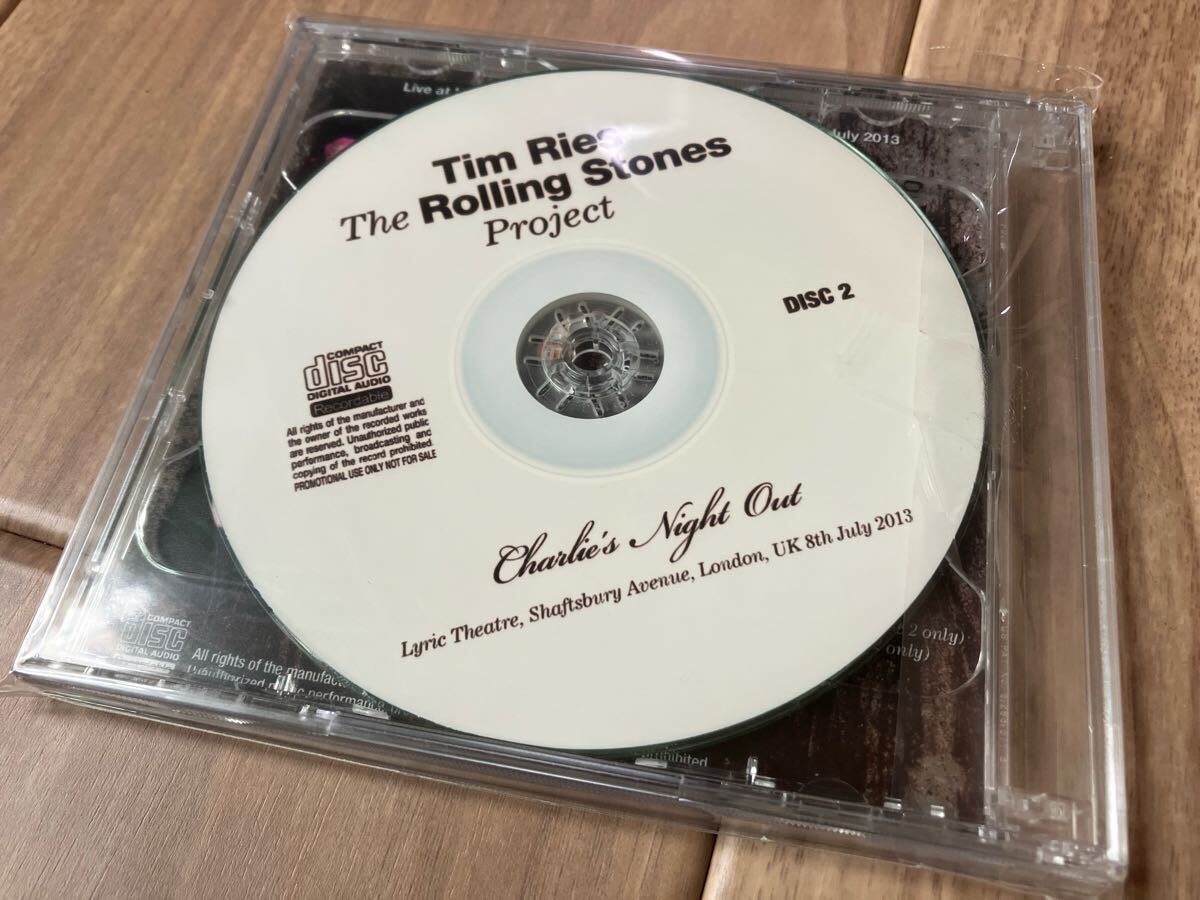 Live at
July 2013
Tim Ries
The Rolling Stones
Project
DISC 2
COMPACT
disc
DIGITAL AUDIO
Recordable
All rights of the manufacturer and
the owner of the recorded works
are reserved. Unauthorized public
performance, broadcasting and
copying of the record prohibited.
PROMOTIONAL USE ONLY NOT FOR SALE
Charlie's Night Out
Lyric Theatre, Shaftsbury Avenue, London, UK 8th July 2013
2 only)
only)
COMPACT
disc
DIGITAL AUDIO
All rights of the
prohibited.